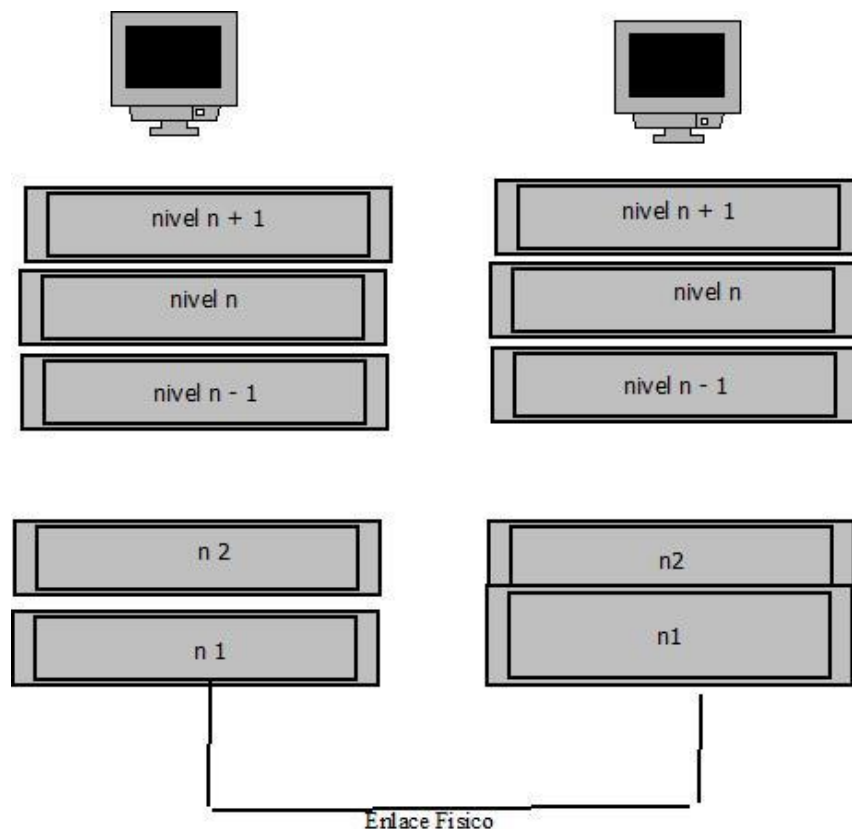 nivel n + 1
nivel n + 1
nivel n
nivel n
nivel n - 1
nivel n - 1
n 2
n2
n 1
n1
Enlace Fisico